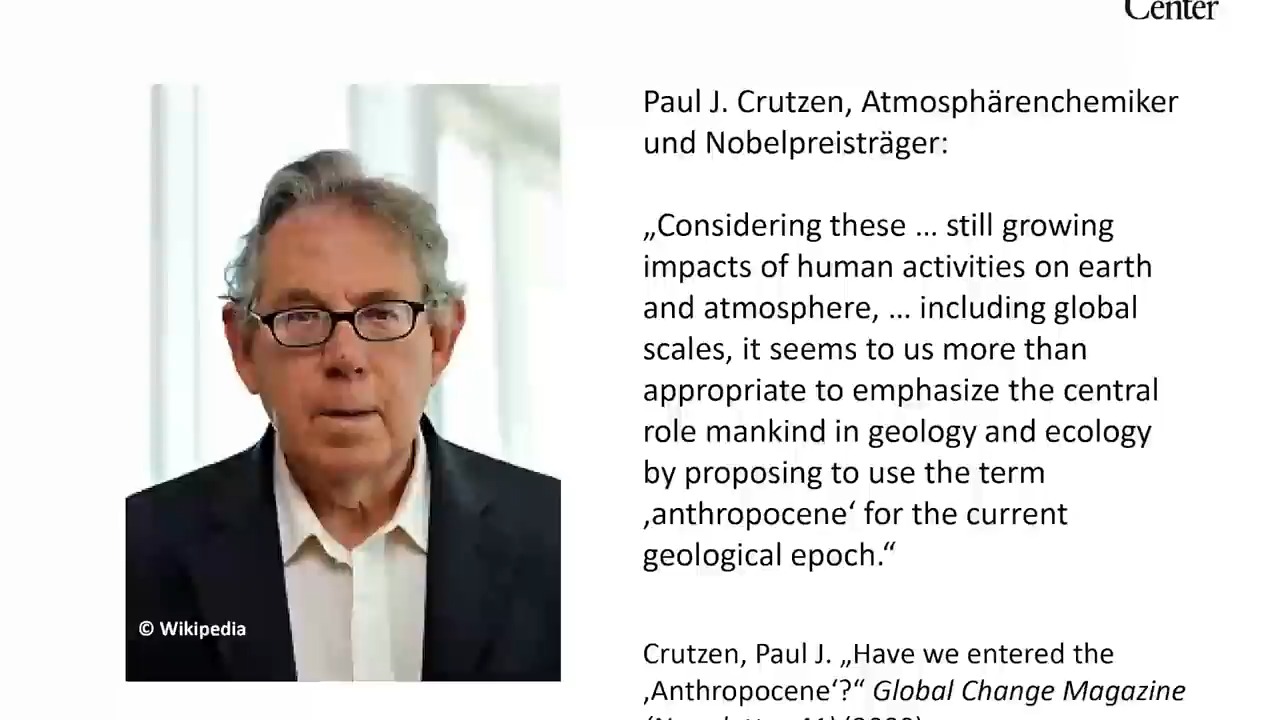 Center
Paul J. Crutzen, Atmosphärenchemiker
und Nobelpreisträger:
„Considering these ... still growing
impacts of human activities on earth
and atmosphere, ... including global
scales, it seems to us more than
appropriate to emphasize the central
role mankind in geology and ecology
by proposing to use the term
‚anthropocene‘ for the current
geological epoch.“
© Wikipedia
Crutzen, Paul J. „Have we entered the
‚Anthropocene‘?“ Global Change Magazine